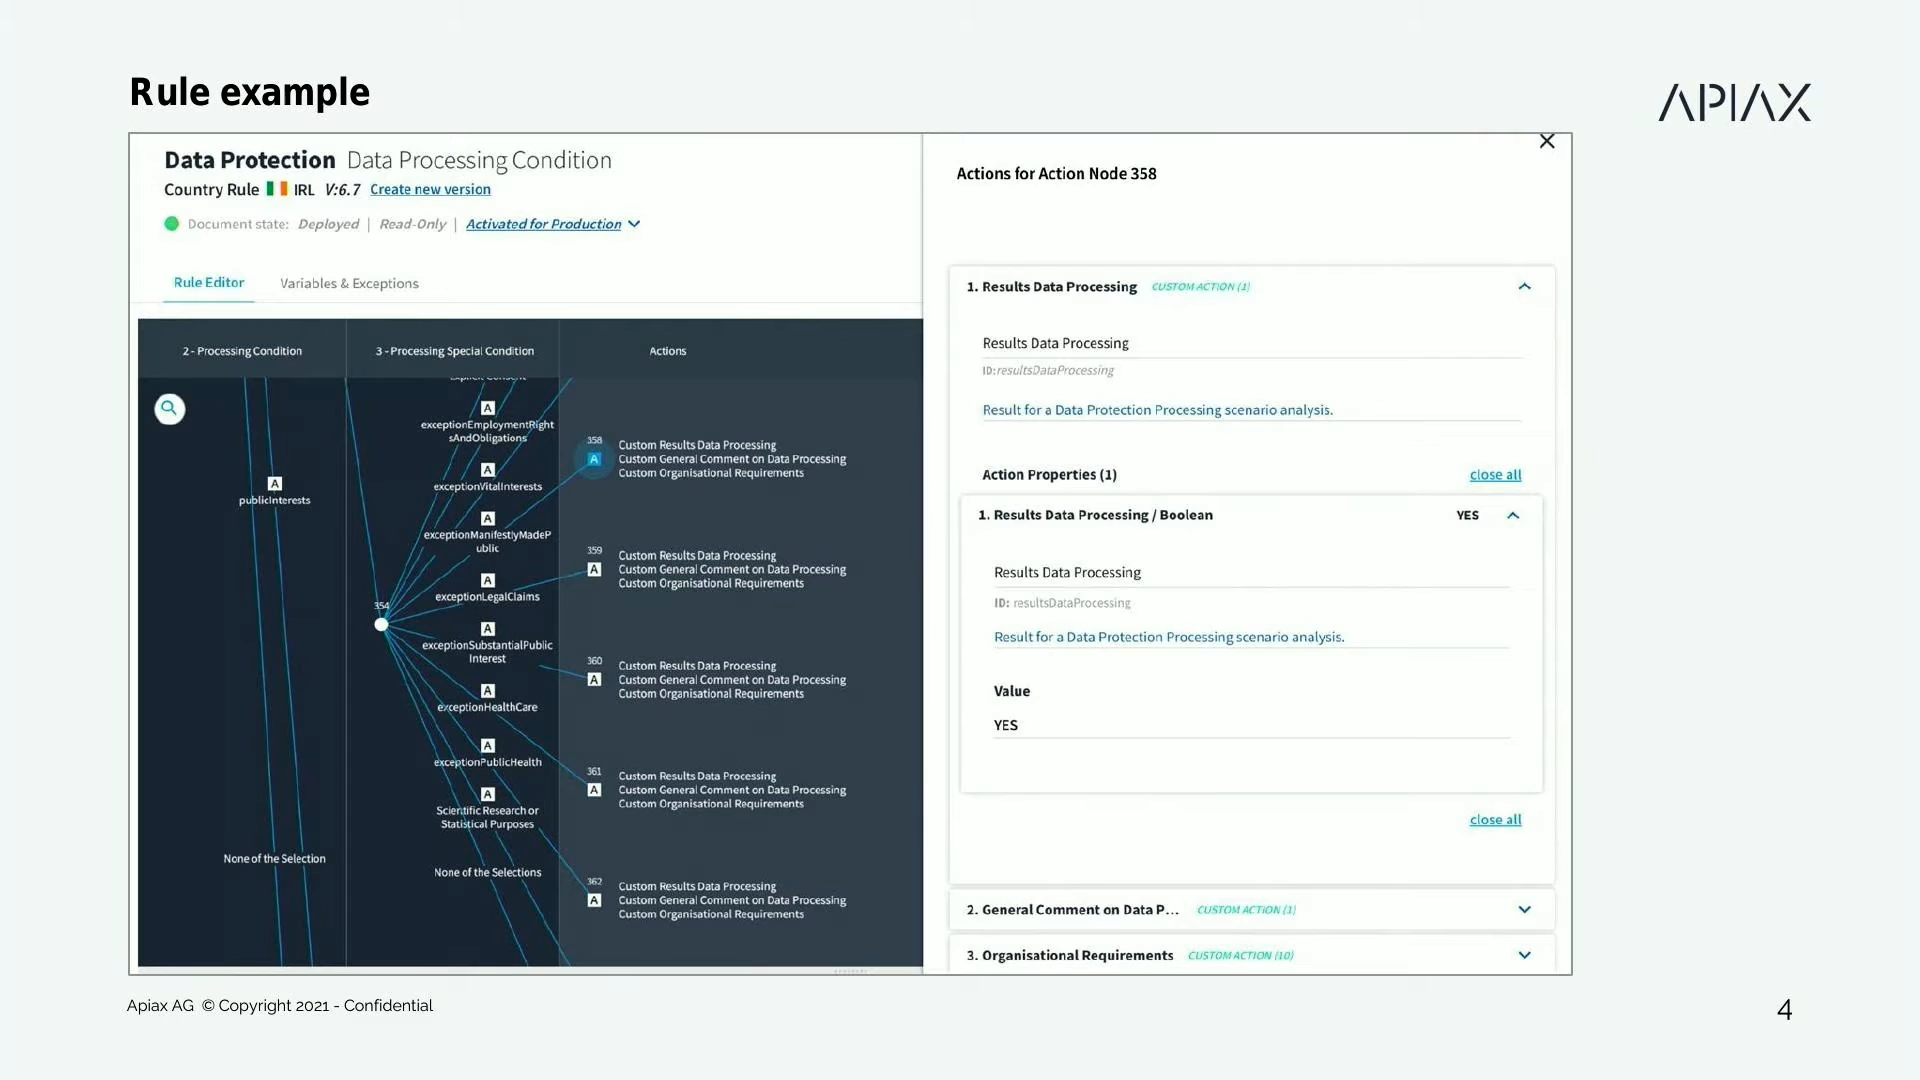 Rule example
APIAX
Data Protection Data Processing Condition
Country Rule IRL V:6.7 Create new version
Document state: Deployed | Read-Only | Activated for Production
Rule Editor Variables & Exceptions
2 - Processing Condition 3 - Processing Special Condition Actions
Explicit Consent
A
exceptionEmploymentRight
sAndObligations
A
exceptionVitalInterests
A
publicInterests
A
exceptionManifestlyMadeP
ublic
A
exceptionLegalClaims
354
A
exceptionSubstantialPublic
Interest
A
exceptionHealthCare
A
exceptionPublicHealth
A
Scientific Research or
Statistical Purposes
None of the Selection
None of the Selections
358
A
Custom Results Data Processing
Custom General Comment on Data Processing
Custom Organisational Requirements
359
A
Custom Results Data Processing
Custom General Comment on Data Processing
Custom Organisational Requirements
360
A
Custom Results Data Processing
Custom General Comment on Data Processing
Custom Organisational Requirements
361
A
Custom Results Data Processing
Custom General Comment on Data Processing
Custom Organisational Requirements
362
A
Custom Results Data Processing
Custom General Comment on Data Processing
Custom Organisational Requirements
Actions for Action Node 358
1. Results Data Processing CUSTOM ACTION (1)
Results Data Processing
ID:resultsDataProcessing
Result for a Data Protection Processing scenario analysis.
Action Properties (1) close all
1. Results Data Processing / Boolean YES
Results Data Processing
ID: resultsDataProcessing
Result for a Data Protection Processing scenario analysis.
Value
YES
close all
2. General Comment on Data P... CUSTOM ACTION (1)
3. Organisational Requirements CUSTOM ACTION (10)
Apiax AG © Copyright 2021 - Confidential
4